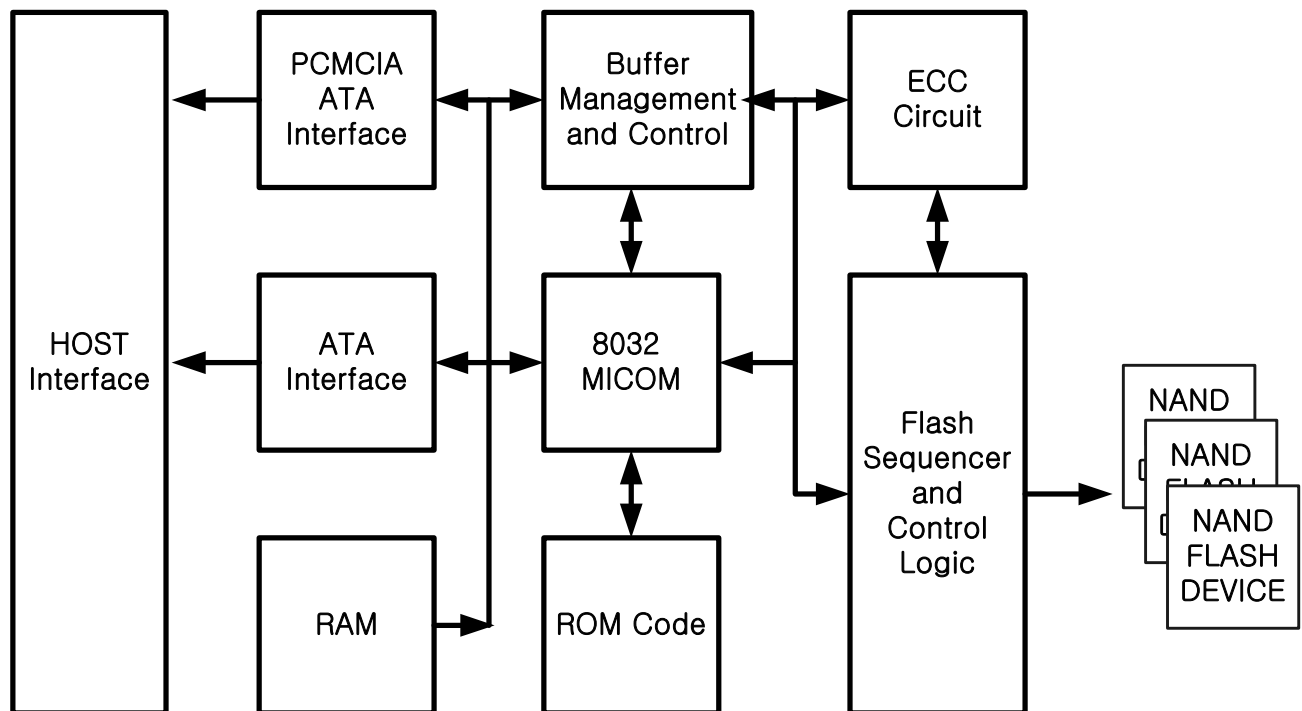 PCMCIA
ATA
Interface
Buffer
Management
and Control
ECC
Circuit
HOST
Interface
ATA
Interface
8032
MICOM
Flash
Sequencer
and
Control
Logic
RAM
ROM Code
NAND
NAND
FLASH
NAND
FLASH
DEVICE